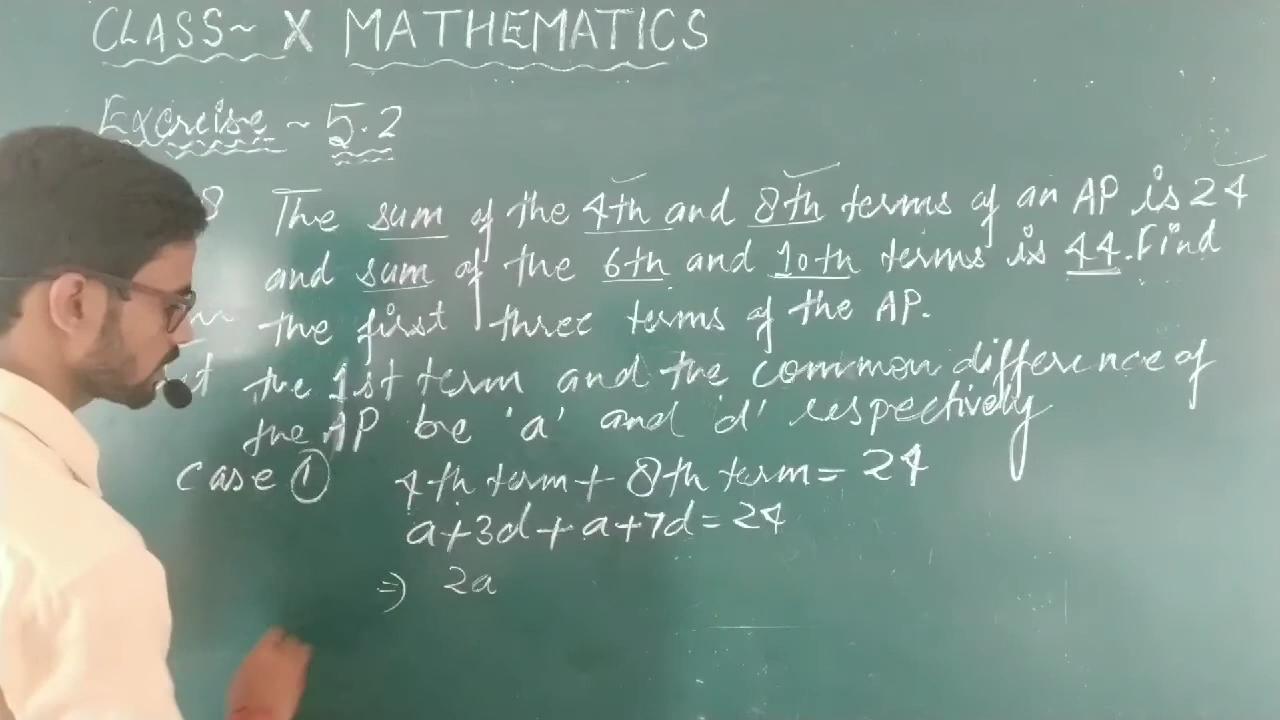 CLASS~ X MATHEMATICS
Exercise ~ 5.2
8 The sum of the 4th and 8th terms of an AP is 24
and sum of the 6th and 10th terms is 44. Find
the first three terms of the AP.
the 1st term and the common difference of
the AP be 'a' and 'd' respectively
Case ① 4th term + 8th term = 24
a+3d+a+7d=24
⇒ 2a